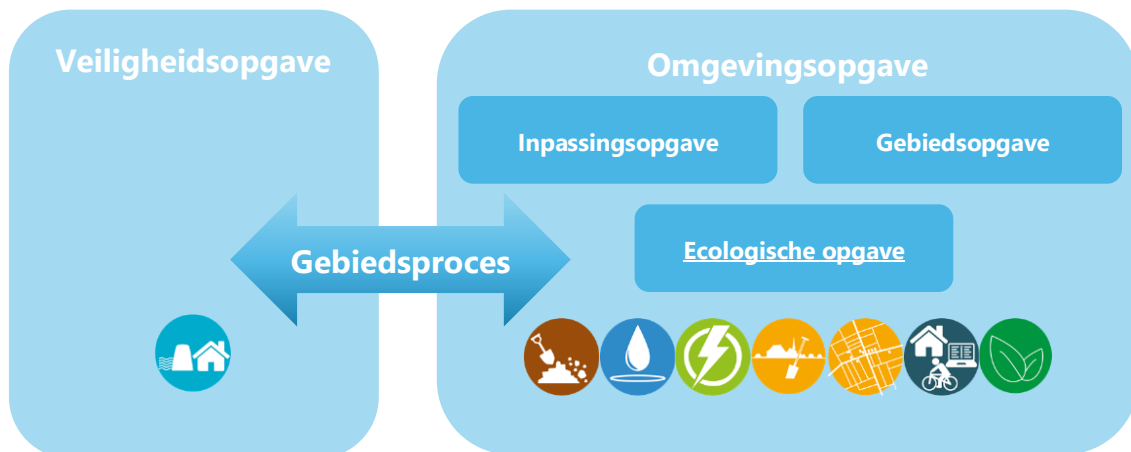 Veiligheidsopgave
Omgevingsopgave
Inpassingsopgave
Gebiedsopgave
Ecologische opgave
Gebiedsproces